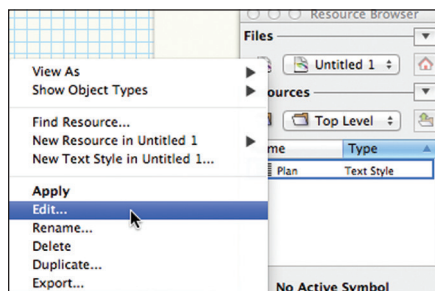 Resource Browser
Files
Untitled 1
View As
Show Object Types
Top Level
Find Resource...
New Resource in Untitled 1
New Text Style in Untitled 1...
Type
Plan Text Style
Apply
Edit...
Rename...
Delete
Duplicate...
Export...
No Active Symbol